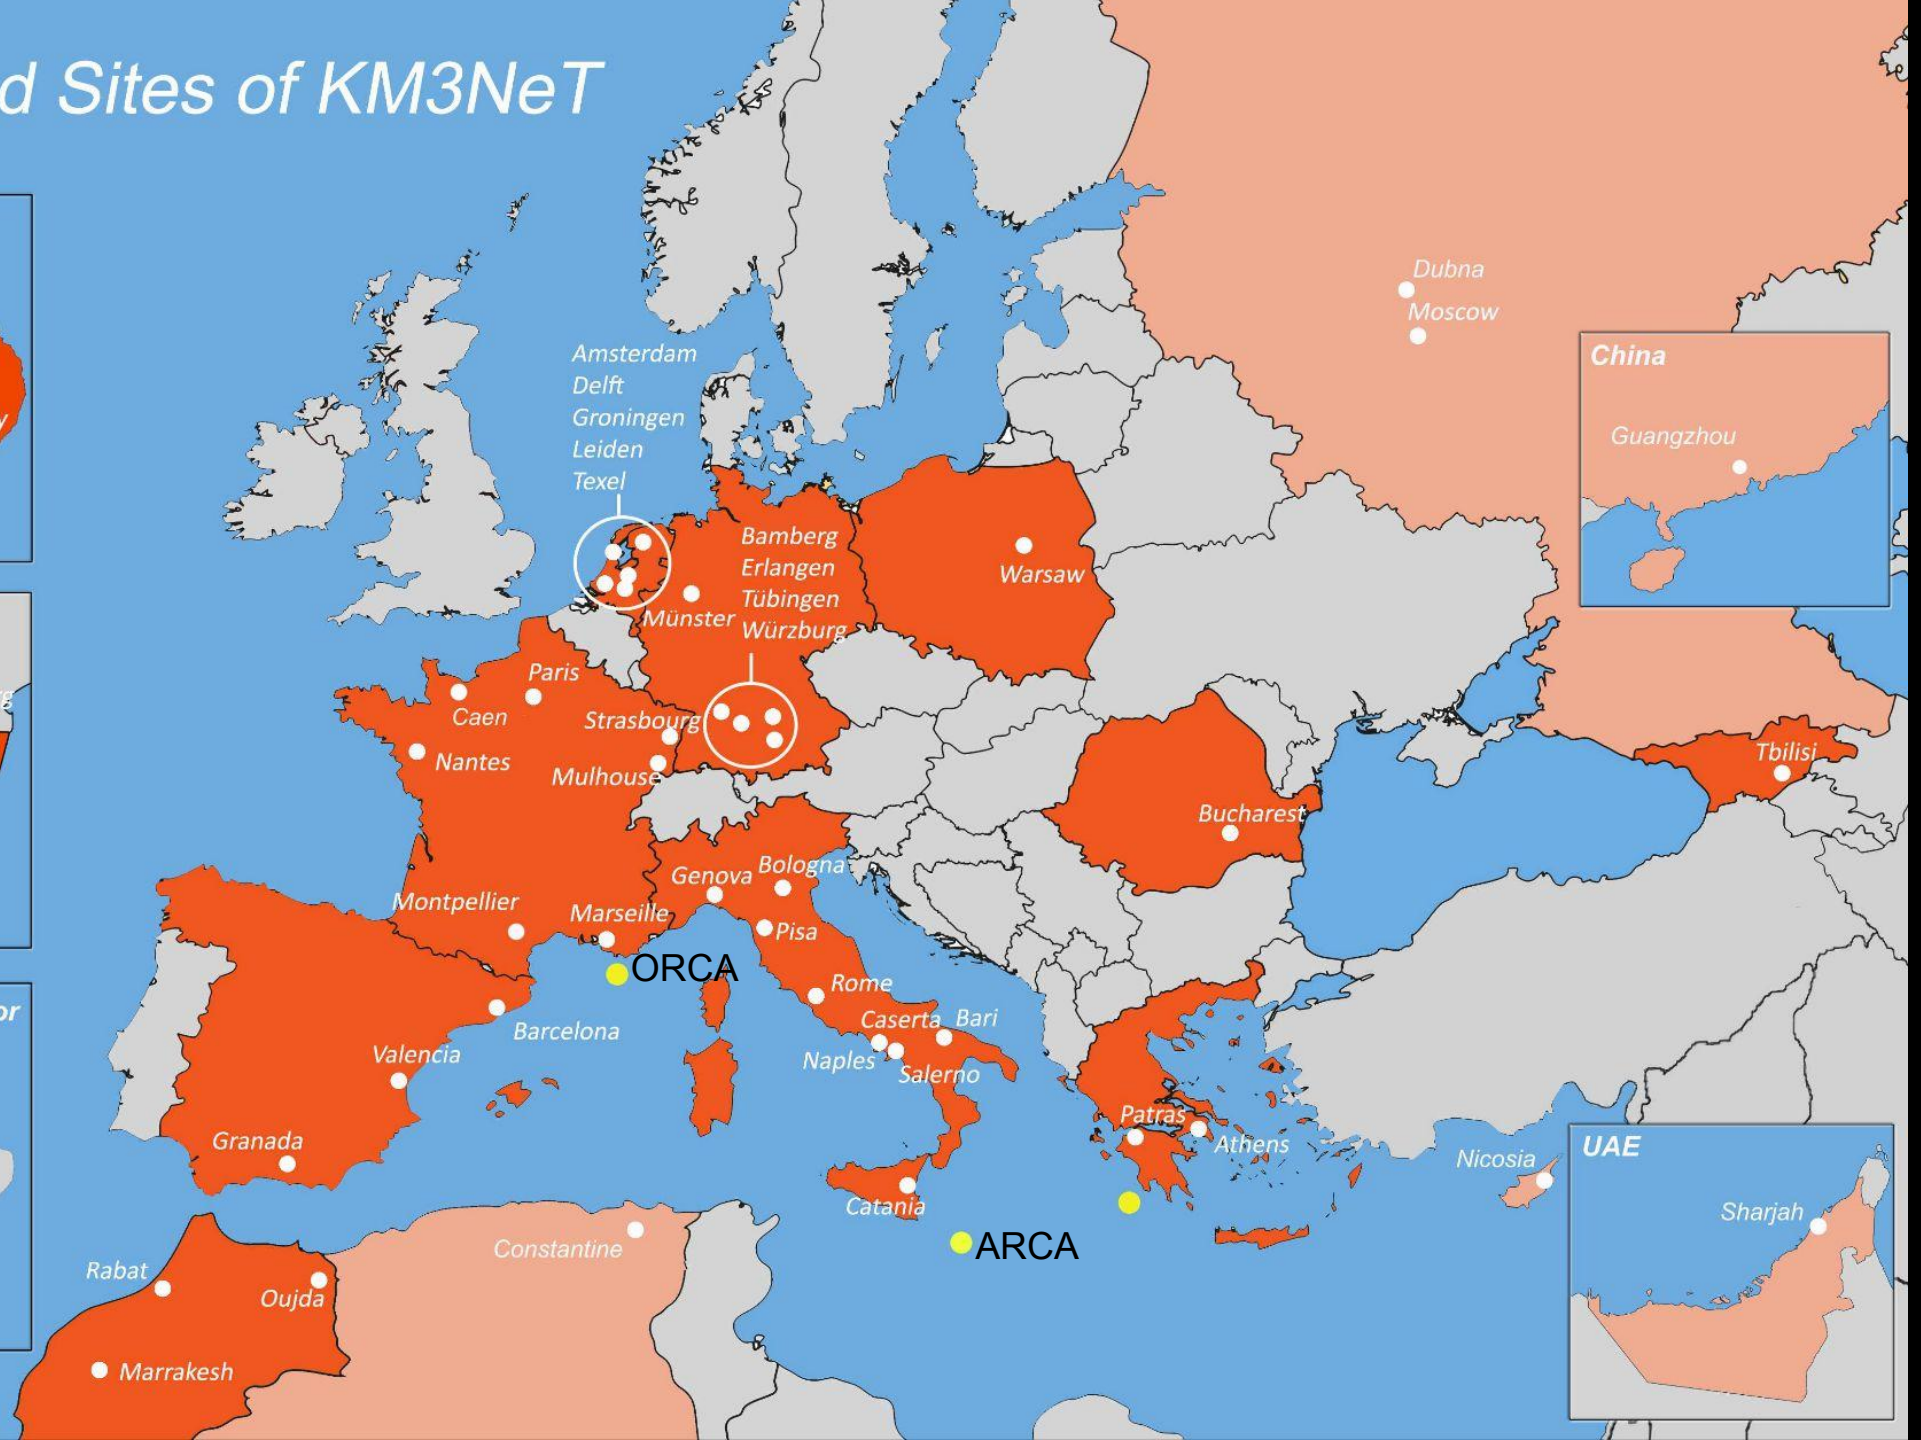 d Sites of KM3NeT
Dubna
Moscow
China
Guangzhou
Amsterdam
Delft
Groningen
Leiden
Texel
y
Bamberg
Erlangen
Tübingen
Würzburg
Münster
Warsaw
Paris
Caen
Strasbourg
Nantes
Mulhouse
rg
Tbilisi
Bucharest
Genova
Bologna
Montpellier
Marseille
Pisa
ORCA
Rome
Caserta
Bari
or
Barcelona
Valencia
Naples
Salerno
Patras
Athens
Granada
Nicosia
UAE
Sharjah
Catania
ARCA
Constantine
Rabat
Oujda
Marrakesh